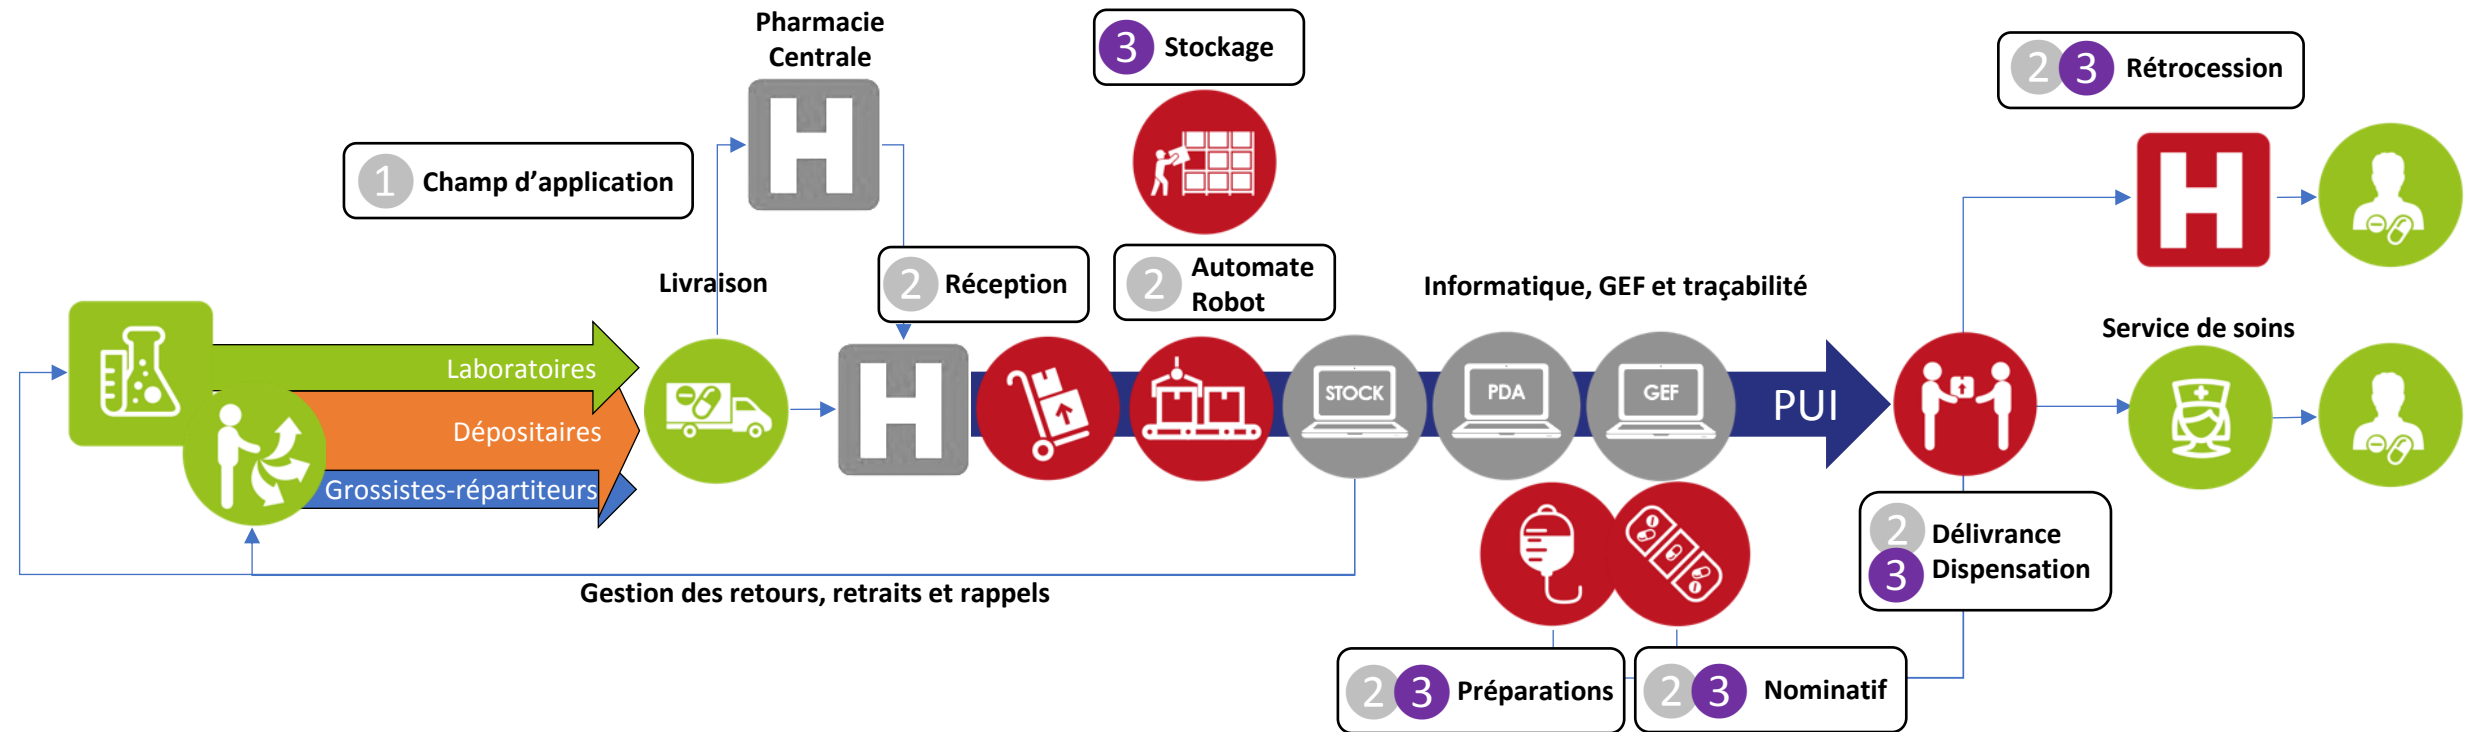 Pharmacie
Centrale
3 Stockage
2 3 Rétrocession
1 Champ d’application
H
H
Livraison
2 Réception
2 Automate
Robot
Informatique, GEF et traçabilité
Service de soins
Laboratoires
Dépositaires
Grossistes-répartiteurs
H
STOCK
PDA
GEF
PUI
2 Délivrance
3 Dispensation
Gestion des retours, retraits et rappels
2 3 Préparations
2 3 Nominatif